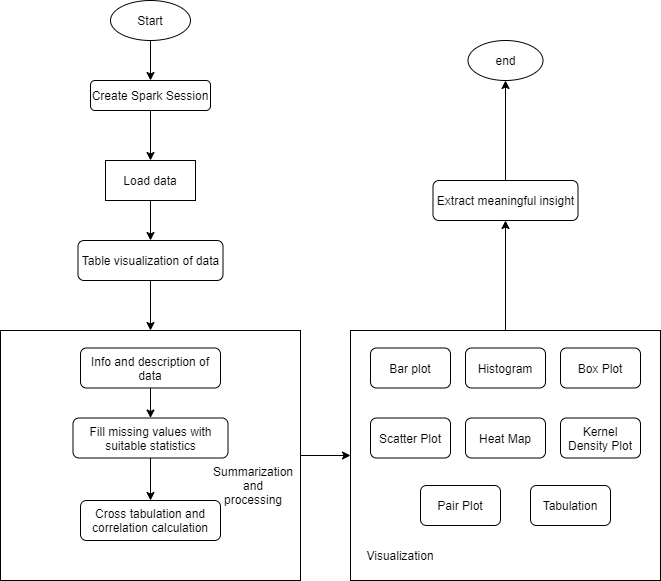 Start
Create Spark Session
Load data
Table visualization of data
Info and description of
data
Fill missing values with
suitable statistics
Cross tabulation and
correlation calculation
Summarization
and
processing
end
Extract meaningful insight
Bar plot
Histogram
Box Plot
Scatter Plot
Heat Map
Kernel
Density Plot
Pair Plot
Tabulation
Visualization